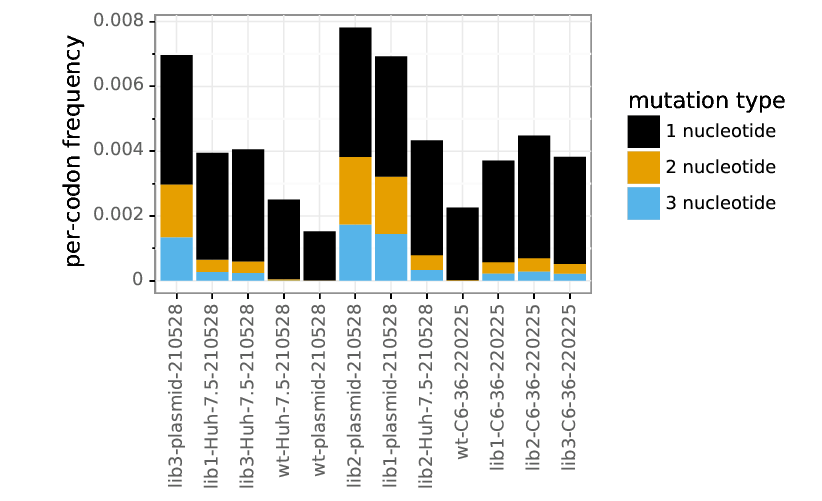 per-codon frequency
0.008
0.006
0.004
0.002
0
lib3-plasmid-210528
lib1-Huh-7.5-210528
lib3-Huh-7.5-210528
wt-Huh-7.5-210528
wt-plasmid-210528
lib2-plasmid-210528
lib1-plasmid-210528
lib2-Huh-7.5-210528
wt-C6-36-220225
lib1-C6-36-220225
lib2-C6-36-220225
lib3-C6-36-220225
mutation type
1 nucleotide
2 nucleotide
3 nucleotide